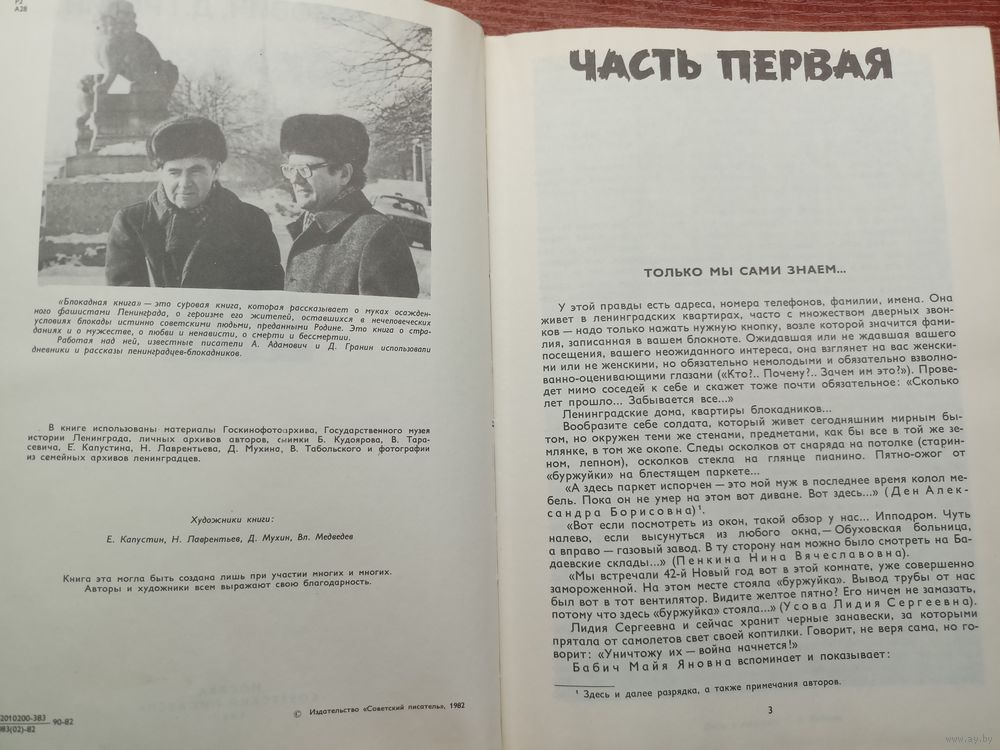 Р2
А28
«Блокадная книга» — это суровая книга, которая рассказывает о муках осажден-
ного фашистами Ленинграда, о героизме его жителей, оставшихся в нечеловеческих
условиях блокады истинно советскими людьми, преданными Родине. Это книга о стра-
даниях и о мужестве, о любви и ненависти, о смерти и бессмертии.
Работая над ней, известные писатели А. Адамович и Д. Гранин использовали
дневники и рассказы ленинградцев-блокадников.
В книге использованы материалы Госкинофотоархива, Государственного музея
истории Ленинграда, личных архивов авторов, снимки Б. Кудоярова, В. Тара-
севича, Е. Капустина, Н. Лаврентьева, Д. Мухина, В. Табольского и фотографии
из семейных архивов ленинградцев.
Художники книги:
Е. Капустин, Н. Лаврентьев, Д. Мухин, Вл. Медведев
Книга эта могла быть создана лишь при участии многих и многих.
Авторы и художники всем выражают свою благодарность.
2010200-383
90-82
983(02)-82
© Издательство «Советский писатель», 1982
ЧАСТЬ ПЕРВАЯ
ТОЛЬКО МЫ САМИ ЗНАЕМ...
У этой правды есть адреса, номера телефонов, фамилии, имена. Она
живет в ленинградских квартирах, часто с множеством дверных звон-
ков — надо только нажать нужную кнопку, возле которой значится фами-
лия, записанная в вашем блокноте. Ожидавшая или не ждавшая вашего
посещения, вашего неожиданного интереса, она взглянет на вас женски-
ми или не женскими, но обязательно немолодыми и обязательно взволно-
ванно-оценивающими глазами («Кто?.. Почему?.. Зачем им это?»). Прове-
дет мимо соседей к себе и скажет тоже почти обязательное: «Сколько
лет прошло... Забывается все...»
Ленинградские дома, квартиры блокадников...
Вообразите себе солдата, который живет сегодняшним мирным бы-
том, но окружен теми же стенами, предметами, как бы все в той же зем-
лянке, в том же окопе. Следы осколков от снаряда на потолке (старин-
ном, лепном), осколков стекла на глянце пианино. Пятно-ожог от
«буржуйки» на блестящем паркете...
«А здесь паркет испорчен — это мой муж в последнее время колол ме-
бель. Пока он не умер на этом вот диване. Вот здесь...» (Ден Алек-
сандра Борисовна)¹.
«Вот если посмотреть из окон, такой обзор у нас... Ипподром. Чуть
налево, если высунуться из любого окна, — Обуховская больница,
а вправо — газовый завод. В ту сторону нам можно было смотреть на Ба-
даевские склады...» (Пенкина Нина Вячеславовна).
«Мы встречали 42-й Новый год вот в этой комнате, уже совершенно
замороженной. На этом месте стояла «буржуйка». Вывод трубы от нас
был вот в тот вентилятор. Видите желтое пятно? Его ничем не замазать,
потому что здесь «буржуйка» стояла...» (Усова Лидия Сергеевна).
Лидия Сергеевна и сейчас хранит черные занавески, за которыми
прятала от самолетов свет своей коптилки. Говорит, не веря сама, но го-
ворит: «Уничтожу их — война начнется!»
Бабич Майя Яновна вспоминает и показывает:
¹ Здесь и далее разрядка, а также примечания авторов.
3
www.ay.by